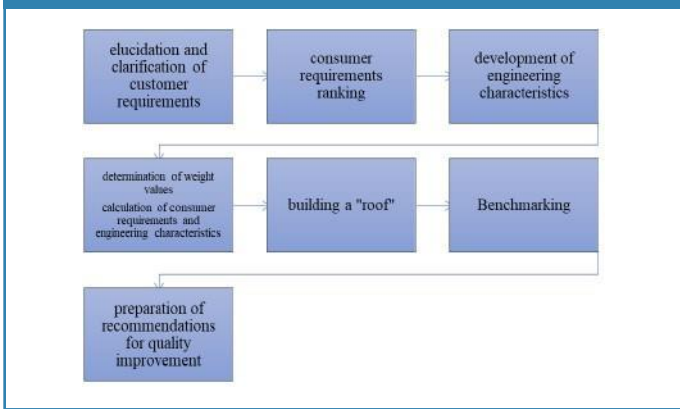 elucidation and
clarification of
customer
requirements
consumer
requirements
ranking
development of
engineering
characteristics
determination of weight
values
calculation of consumer
requirements and
engineering characteristics
building a "roof"
Benchmarking
preparation of
recommendations
for quality
improvement